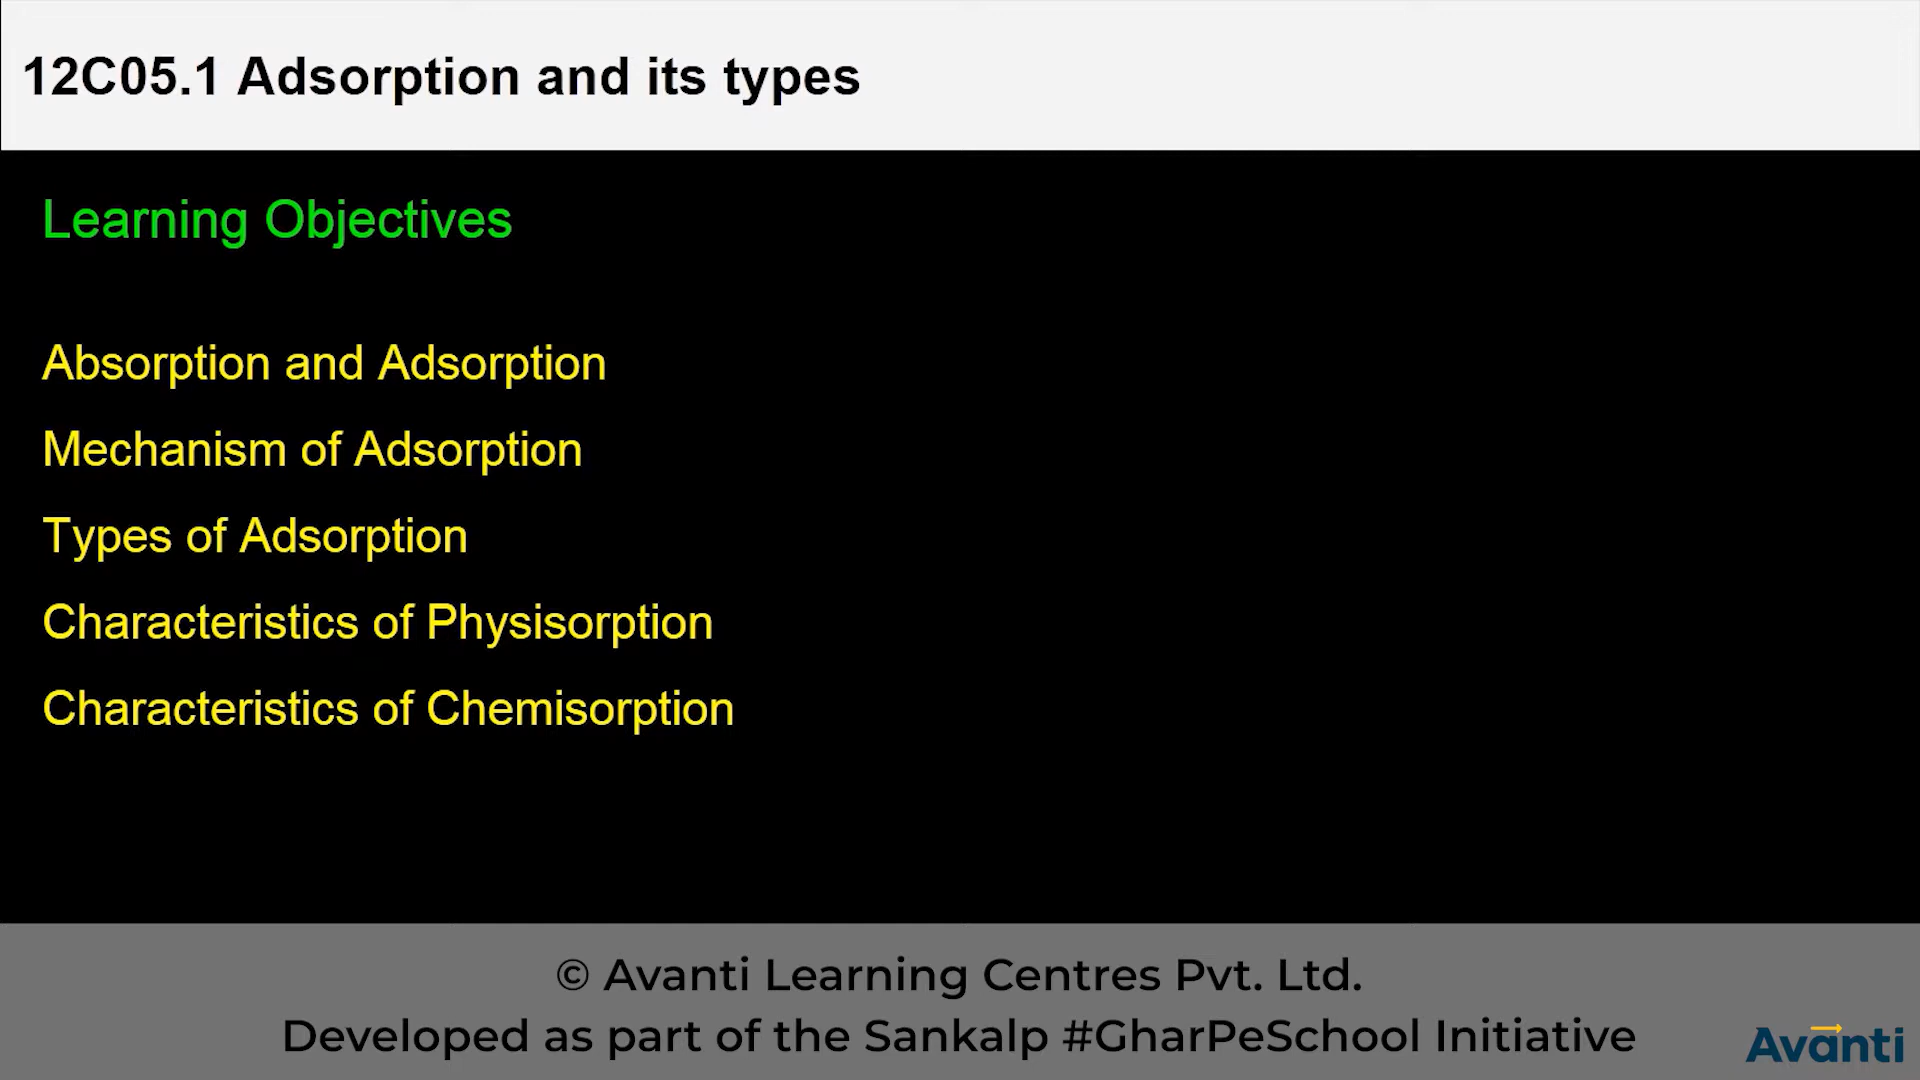 12C05.1 Adsorption and its types
Learning Objectives
Absorption and Adsorption
Mechanism of Adsorption
Types of Adsorption
Characteristics of Physisorption
Characteristics of Chemisorption
© Avanti Learning Centres Pvt. Ltd.
Developed as part of the Sankalp #GharPeSchool Initiative
Avanti